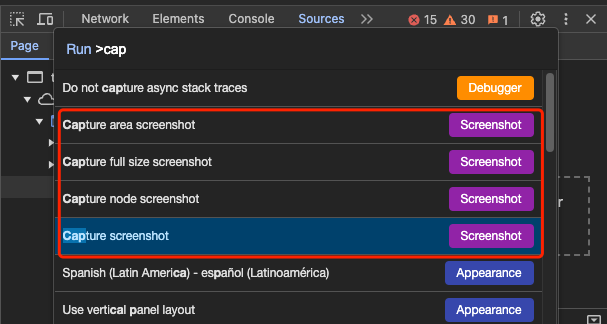 Network Elements Console Sources 15 30 1
Page
Run >cap
Do not capture async stack traces Debugger
Capture area screenshot Screenshot
Capture full size screenshot Screenshot
Capture node screenshot Screenshot
Capture screenshot Screenshot
Spanish (Latin America) - español (Latinoamérica) Appearance
Use vertical panel layout Appearance